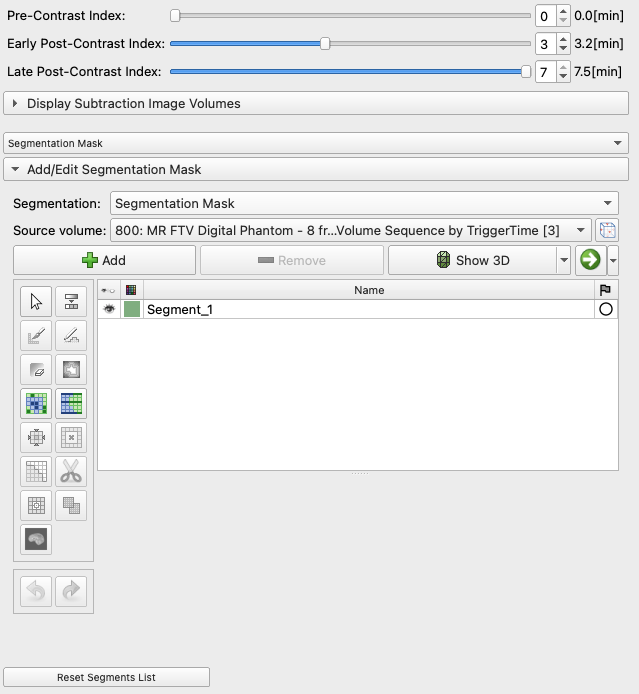 Pre-Contrast Index: 0 0.0[min]
Early Post-Contrast Index: 3 3.2[min]
Late Post-Contrast Index: 7 7.5[min]
Display Subtraction Image Volumes
Segmentation Mask
Add/Edit Segmentation Mask
Segmentation: Segmentation Mask
Source volume: 800: MR FTV Digital Phantom - 8 fr...Volume Sequence by TriggerTime [3]
Add Remove Show 3D
Name
Segment_1
Reset Segments List